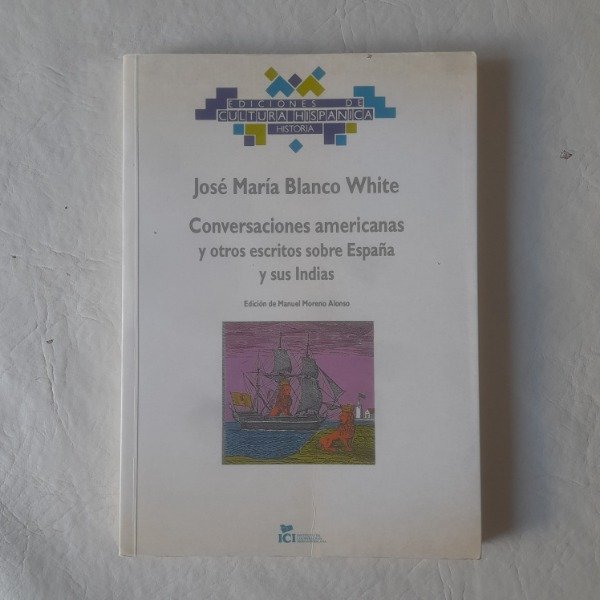 EDICIONES DE
CULTURA HISPANICA
HISTORIA
José María Blanco White
Conversaciones americanas
y otros escritos sobre España
y sus Indias
Edición de Manuel Moreno Alonso
ICI